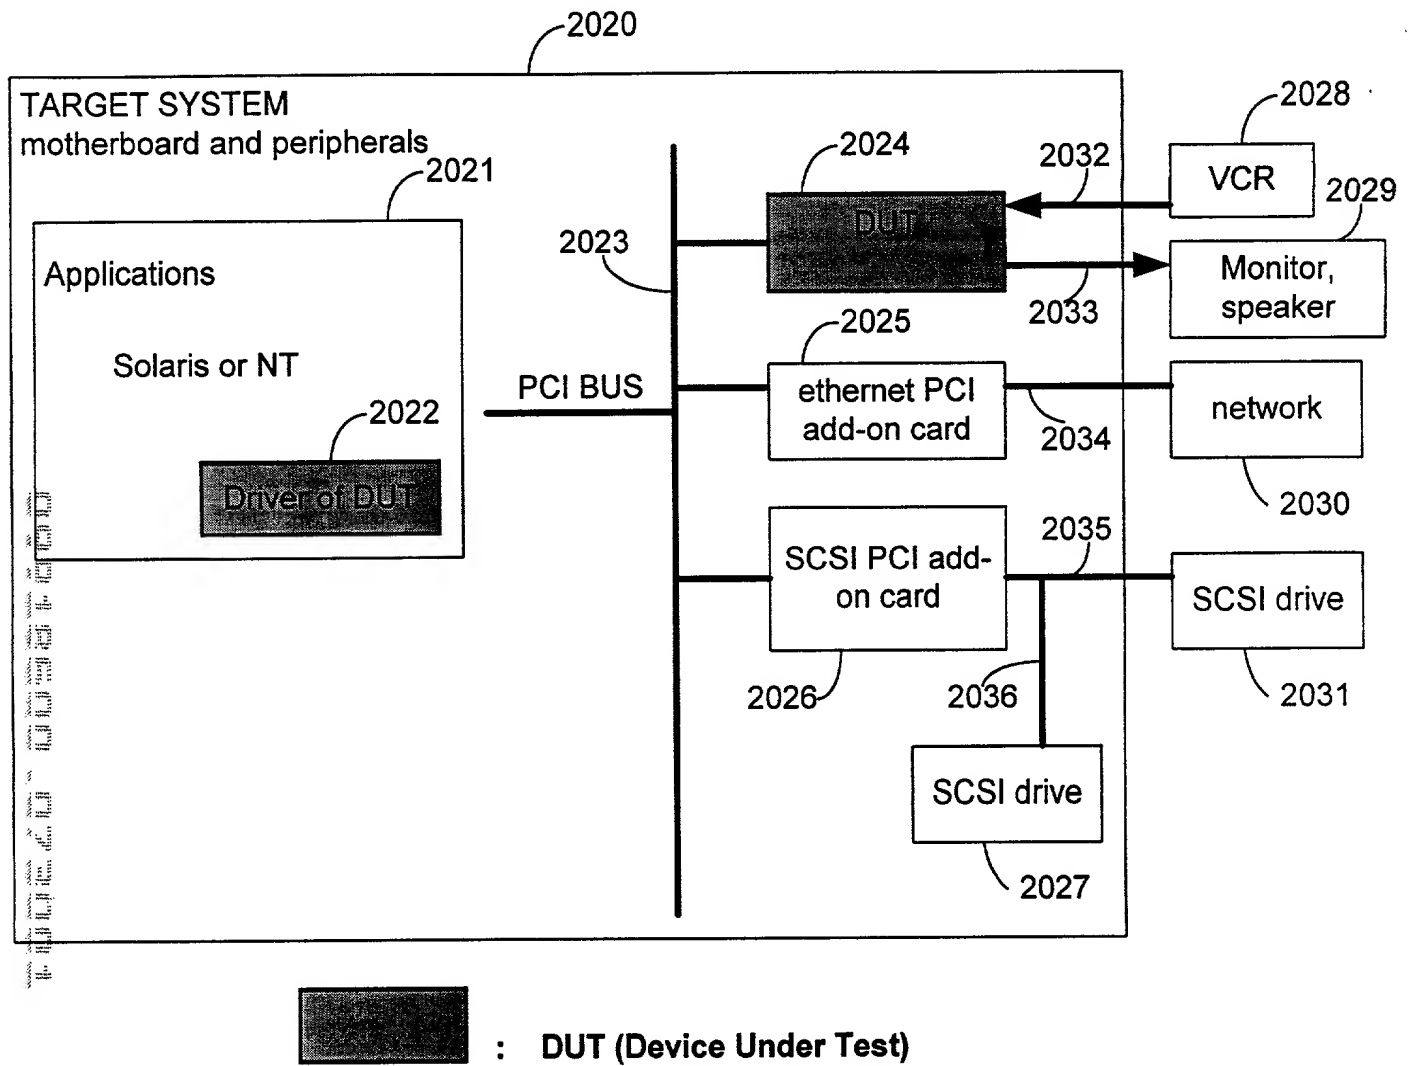 2020
TARGET SYSTEM
motherboard and peripherals
2021
Applications
Solaris or NT
2022
Driver of DUT
2023
PCI BUS
2024
DUT
2032
2028
VCR
2029
Monitor,
speaker
2033
2025
ethernet PCI
add-on card
2034
network
2030
SCSI PCI add-
on card
2035
SCSI drive
2026
2036
2031
SCSI drive
2027
: DUT (Device Under Test)